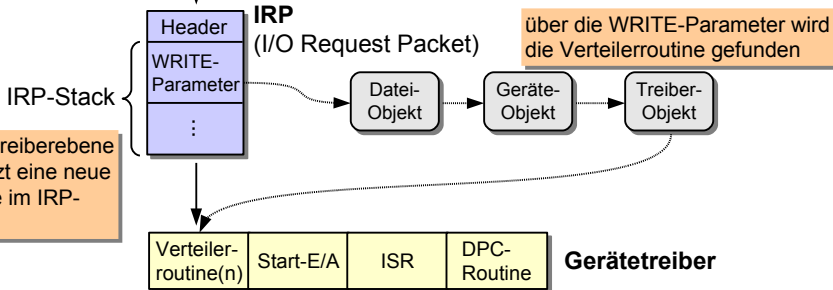 Header
IRP
(I/O Request Packet)
über die WRITE-Parameter wird
die Verteilerroutine gefunden
WRITE-
Parameter
IRP-Stack
⋮
Datei-
Objekt
Geräte-
Objekt
Treiber-
Objekt
reiberebene
zt eine neue
e im IRP-
Verteiler-
routine(n)
Start-E/A
ISR
DPC-
Routine
Gerätetreiber